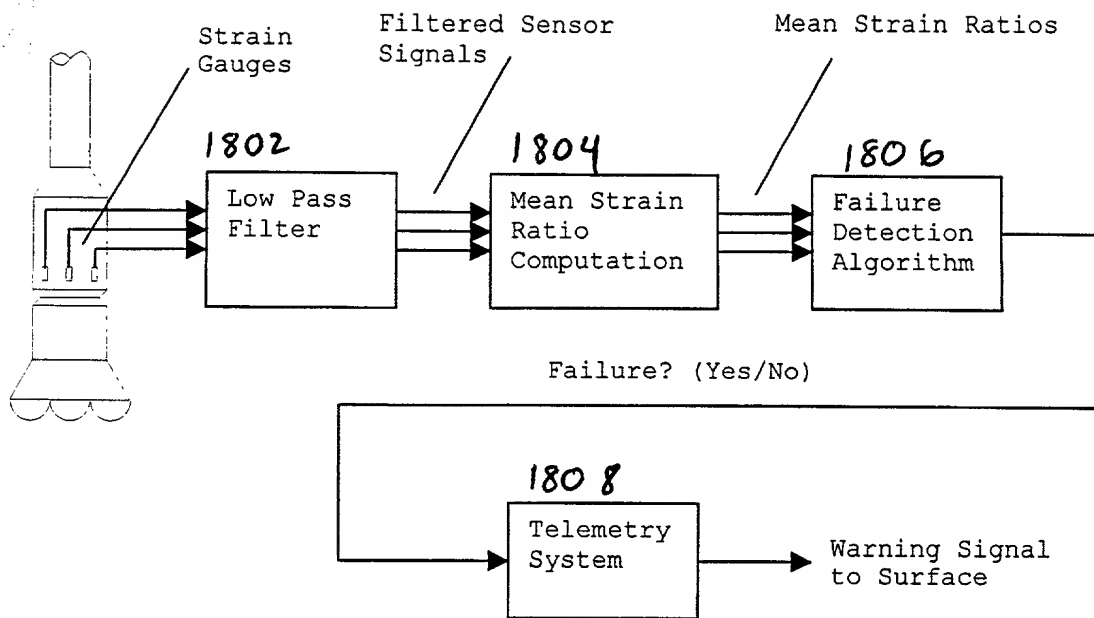 Strain
Gauges
Filtered Sensor
Signals
Mean Strain Ratios
1802
Low Pass
Filter
1804
Mean Strain
Ratio
Computation
1806
Failure
Detection
Algorithm
Failure? (Yes/No)
1808
Telemetry
System
Warning Signal
to Surface